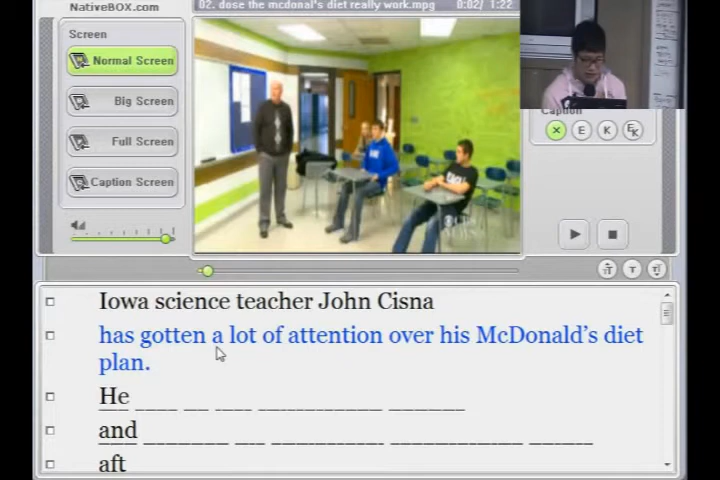 NativeBOX.com
02. dose the mcdonal's diet really work.mpg
0:02/ 1:22
Screen
Normal Screen
Big Screen
Full Screen
Caption Screen
Caption
E
K
CBS
NEWS
T
T
T
Iowa science teacher John Cisna
has gotten a lot of attention over his McDonald's diet
plan.
He
and
aft